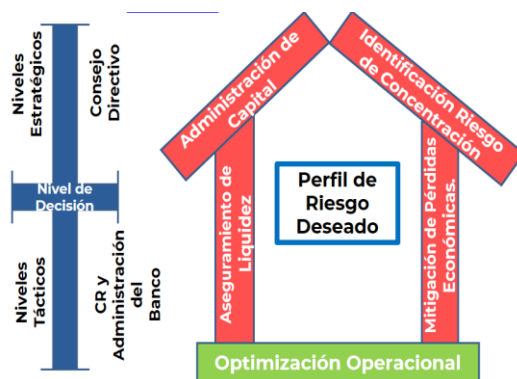 Niveles
Estratégicos
Consejo
Directivo
Nivel de
Decisión
Niveles
Tácticos
CR y
Administración
del
Banco
Administración de
Capital
Identificación Riesgo
de Concentración
Aseguramiento de
Liquidez
Perfil de
Riesgo
Deseado
Mitigación de Pérdidas
Económicas.
Optimización Operacional